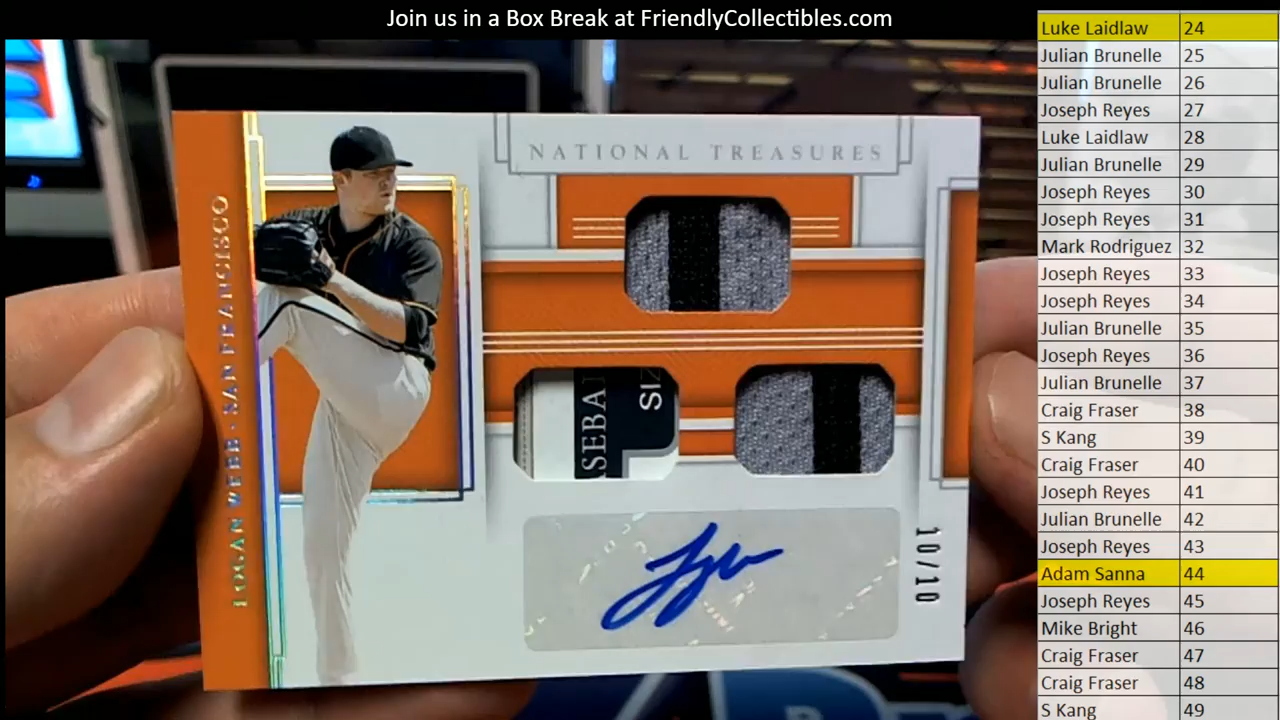 Join us in a Box Break at FriendlyCollectibles.com
NATIONAL TREASURES
LOGAN WEBB · SAN FRANCISCO
SEBA
SIZ
10/10
Luke Laidlaw 24
Julian Brunelle 25
Julian Brunelle 26
Joseph Reyes 27
Luke Laidlaw 28
Julian Brunelle 29
Joseph Reyes 30
Joseph Reyes 31
Mark Rodriguez 32
Joseph Reyes 33
Joseph Reyes 34
Julian Brunelle 35
Joseph Reyes 36
Julian Brunelle 37
Craig Fraser 38
S Kang 39
Craig Fraser 40
Joseph Reyes 41
Julian Brunelle 42
Joseph Reyes 43
Adam Sanna 44
Joseph Reyes 45
Mike Bright 46
Craig Fraser 47
Craig Fraser 48
S Kang 49